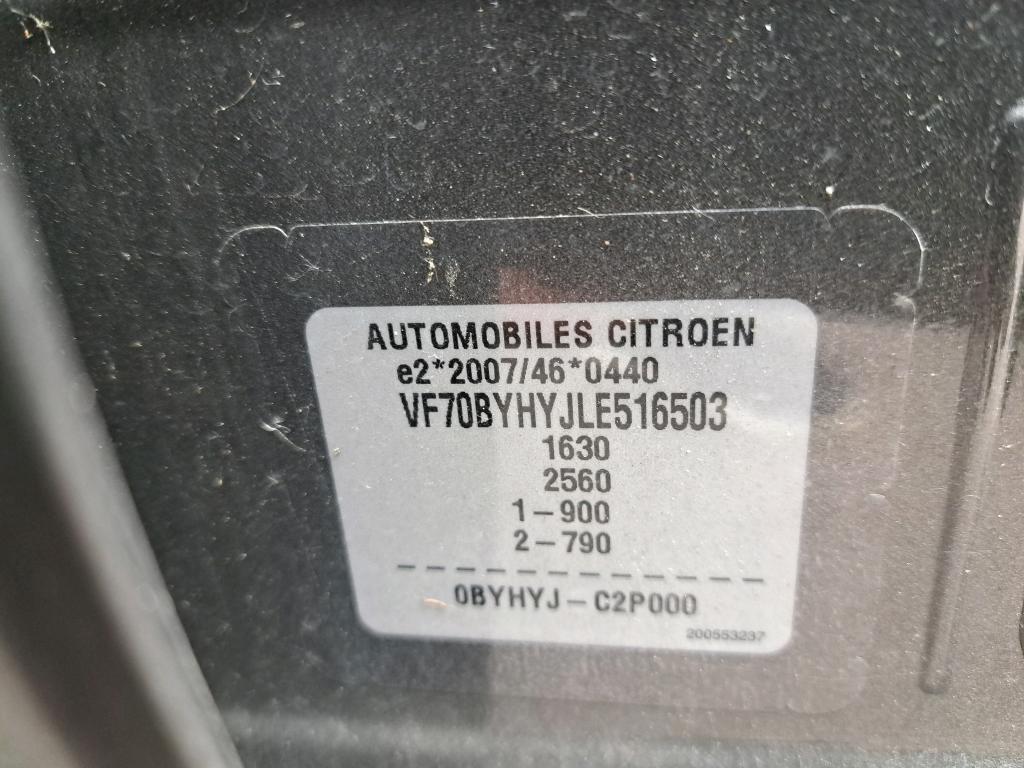 AUTOMOBILES CITROEN
e2*2007/46*0440
VF70BYHYJLE516503
1630
2560
1-900
2-790
0BYHYJ-C2P000
200553237